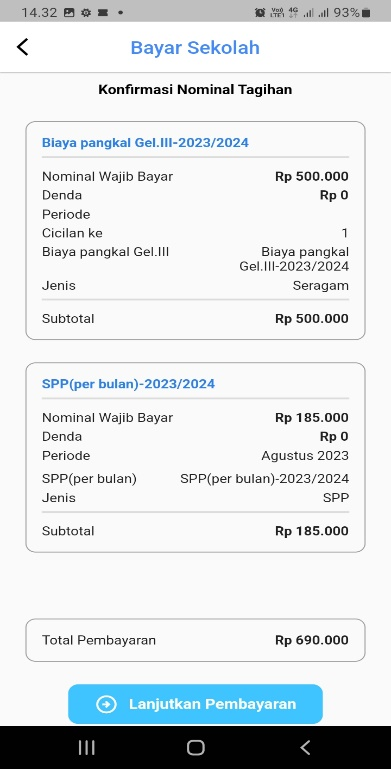 14.32 93%
Bayar Sekolah
Konfirmasi Nominal Tagihan
Biaya pangkal Gel.III-2023/2024
Nominal Wajib Bayar Rp 500.000
Denda Rp 0
Periode
Cicilan ke 1
Biaya pangkal Gel.III Biaya pangkal
Gel.III-2023/2024
Jenis Seragam
Subtotal Rp 500.000
SPP(per bulan)-2023/2024
Nominal Wajib Bayar Rp 185.000
Denda Rp 0
Periode Agustus 2023
SPP(per bulan) SPP(per bulan)-2023/2024
Jenis SPP
Subtotal Rp 185.000
Total Pembayaran Rp 690.000
Lanjutkan Pembayaran